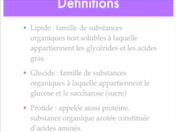 Définitions
• Lipide : famille de substances
organiques non solubles à laquelle
appartiennent les glycérides et les acides
gras.
• Glucide : famille de substances
organiques à laquelle appartiennent le
glucose et le saccharose (sucre)
• Protide : appelée aussi protéine,
substance organique azotée constituée
d'acides aminés.